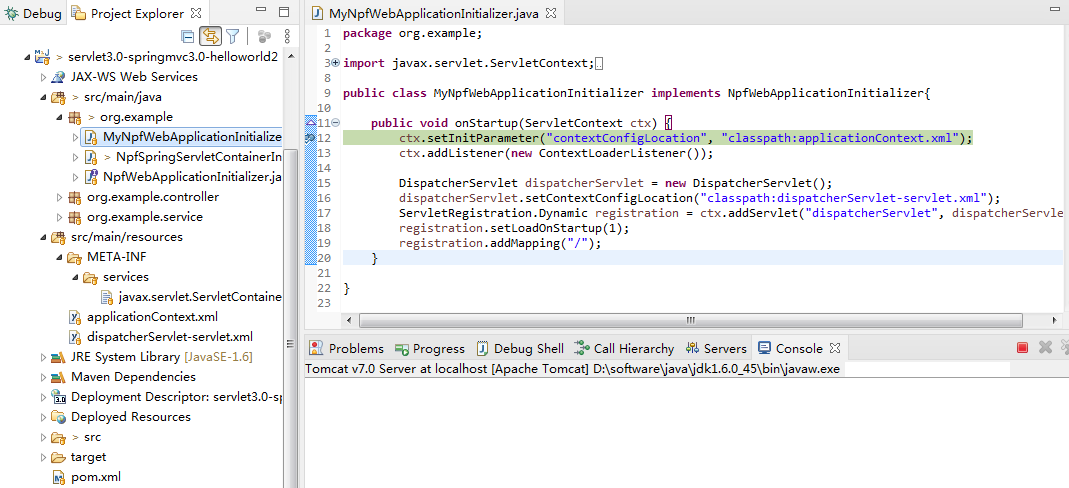 Debug
Project Explorer
> servlet3.0-springmvc3.0-helloworld2
JAX-WS Web Services
> src/main/java
> org.example
MyNpfWebApplicationInitialize
> NpfSpringServletContainerIn
NpfWebApplicationInitializer.ja
org.example.controller
org.example.service
src/main/resources
META-INF
services
javax.servlet.ServletContaine
applicationContext.xml
dispatcherServlet-servlet.xml
JRE System Library [JavaSE-1.6]
Maven Dependencies
Deployment Descriptor: servlet3.0-sp
Deployed Resources
> src
target
pom.xml
MyNpfWebApplicationInitializer.java
1 package org.example;
2
3 import javax.servlet.ServletContext;
8
9 public class MyNpfWebApplicationInitializer implements NpfWebApplicationInitializer{
10
11 public void onStartup(ServletContext ctx) {
12 ctx.setInitParameter("contextConfigLocation", "classpath:applicationContext.xml");
13 ctx.addListener(new ContextLoaderListener());
14
15 DispatcherServlet dispatcherServlet = new DispatcherServlet();
16 dispatcherServlet.setContextConfigLocation("classpath:dispatcherServlet-servlet.xml");
17 ServletRegistration.Dynamic registration = ctx.addServlet("dispatcherServlet", dispatcherServle
18 registration.setLoadOnStartup(1);
19 registration.addMapping("/");
20 }
21
22 }
23
Problems
Progress
Debug Shell
Call Hierarchy
Servers
Console
Tomcat v7.0 Server at localhost [Apache Tomcat] D:\software\java\jdk1.6.0_45\bin\javaw.exe